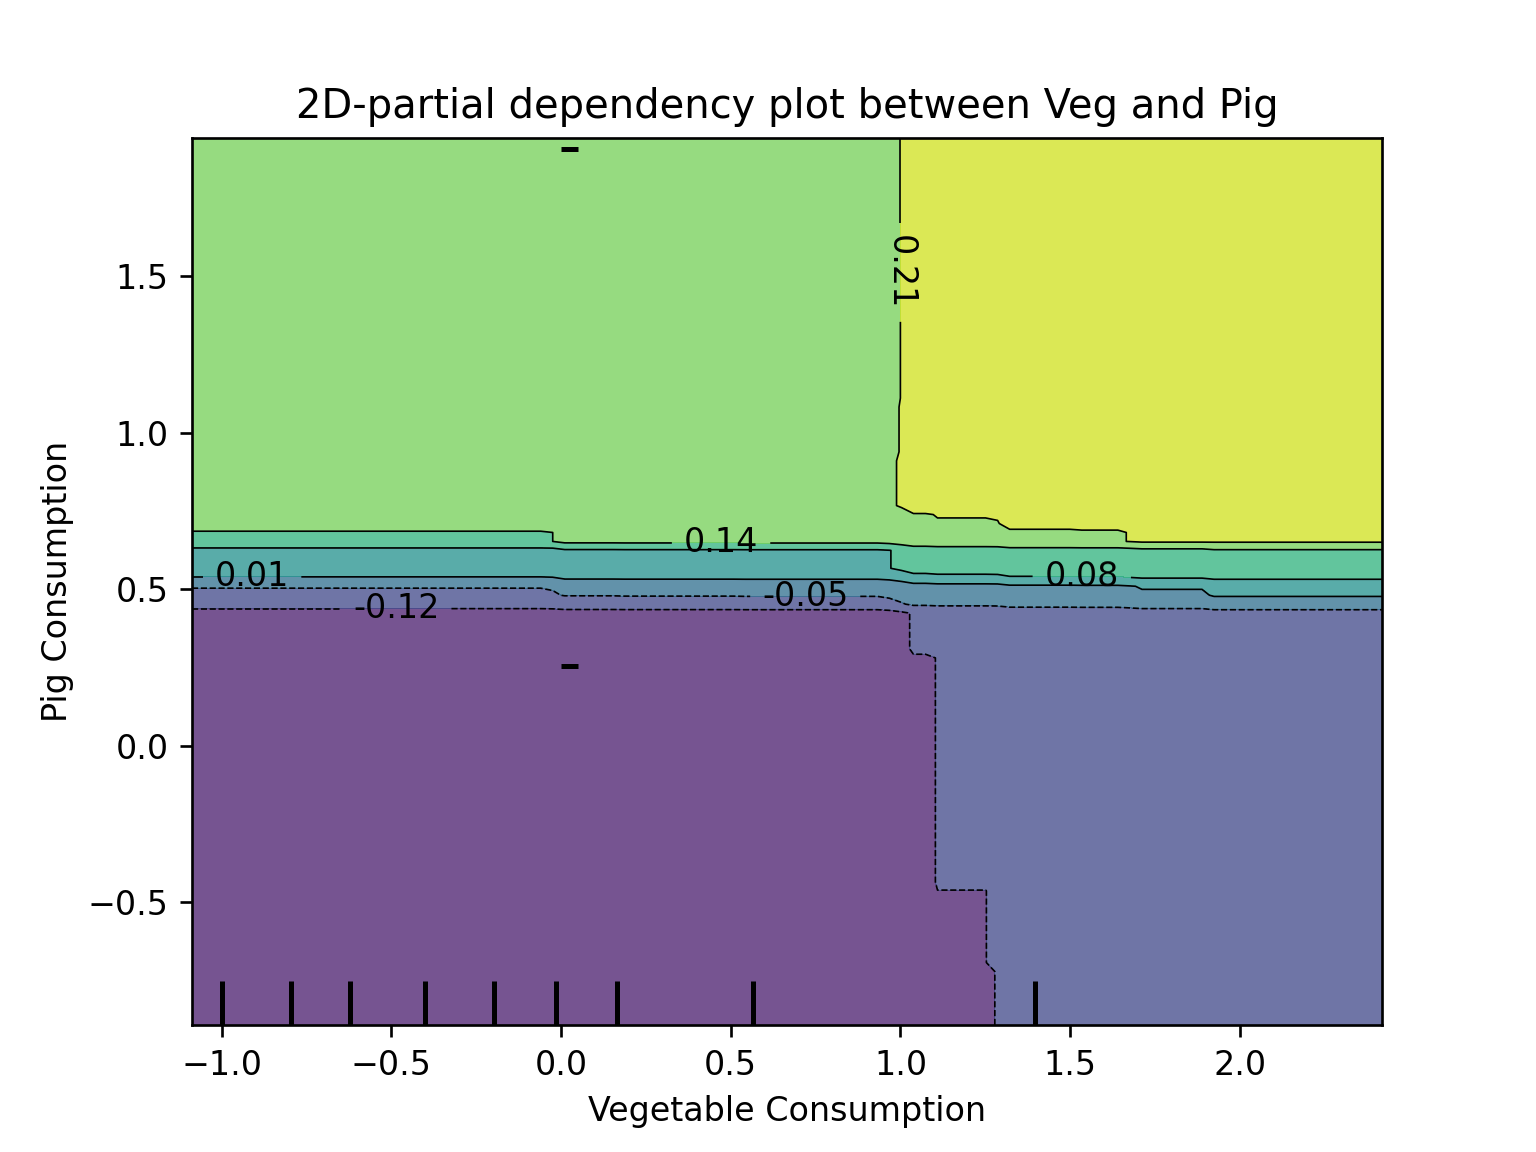 2D-partial dependency plot between Veg and Pig
0.21
0.14
0.01
0.08
-0.05
-0.12
1.5
1.0
0.5
0.0
−0.5
Pig Consumption
−1.0 −0.5 0.0 0.5 1.0 1.5 2.0
Vegetable Consumption